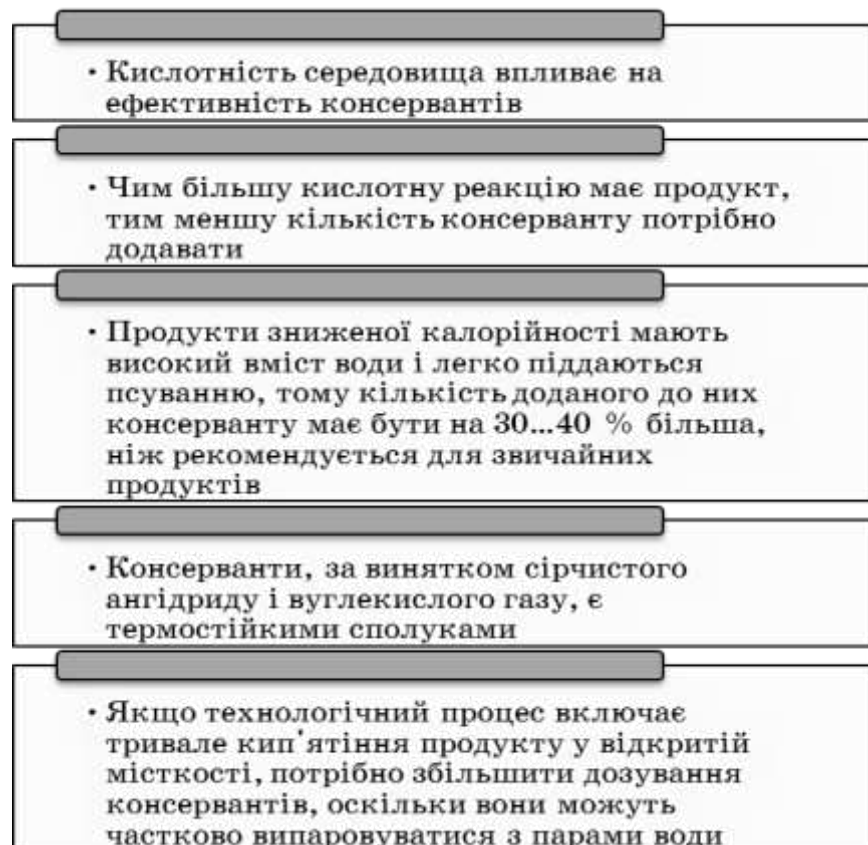 • Кислотність середовища впливає на
ефективність консервантів
• Чим більшу кислотну реакцію має продукт,
тим меншу кількість консерванту потрібно
додавати
• Продукти зниженої калорійності мають
високий вміст води і легко піддаються
псуванню, тому кількість доданого до них
консерванту має бути на 30...40 % більша,
ніж рекомендується для звичайних
продуктів
• Консерванти, за винятком сірчистого
ангідриду і вуглекислого газу, є
термостійкими сполуками
• Якщо технологічний процес включає
тривале кип'ятіння продукту у відкритій
місткості, потрібно збільшити дозування
консервантів, оскільки вони можуть
частково випаровуватися з парами води